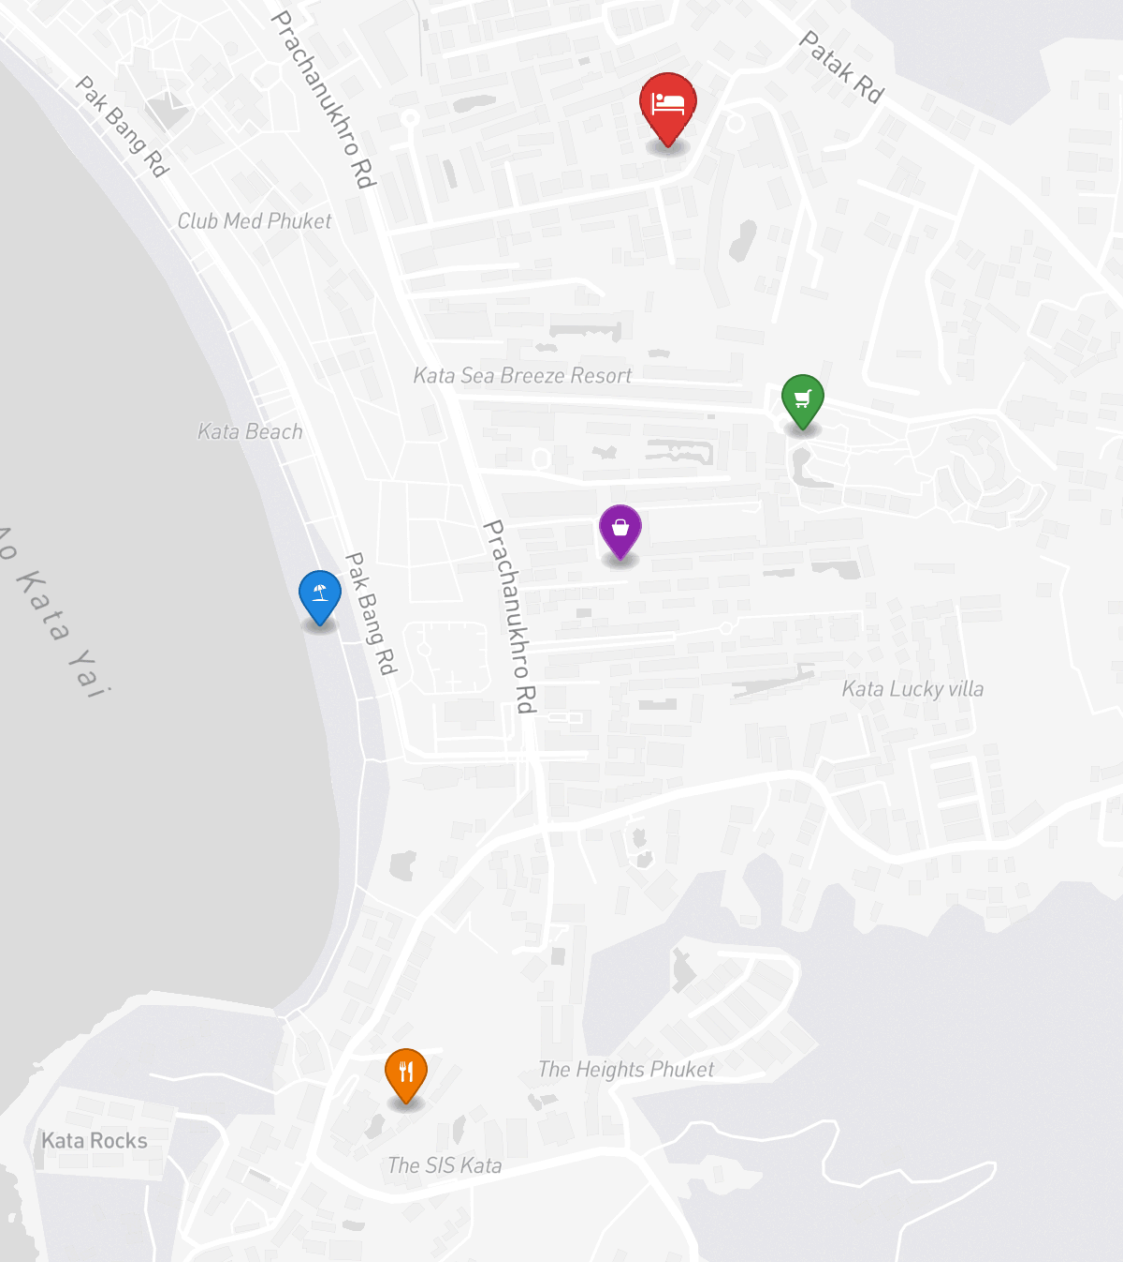 Prachanukhro Rd
Patak Rd
Pak Bang Rd
Club Med Phuket
Kata Sea Breeze Resort
Kata Beach
Ao Kata Yai
Prachanukhro Rd
Pak Bang Rd
Kata Lucky villa
The Heights Phuket
Kata Rocks
The SIS Kata